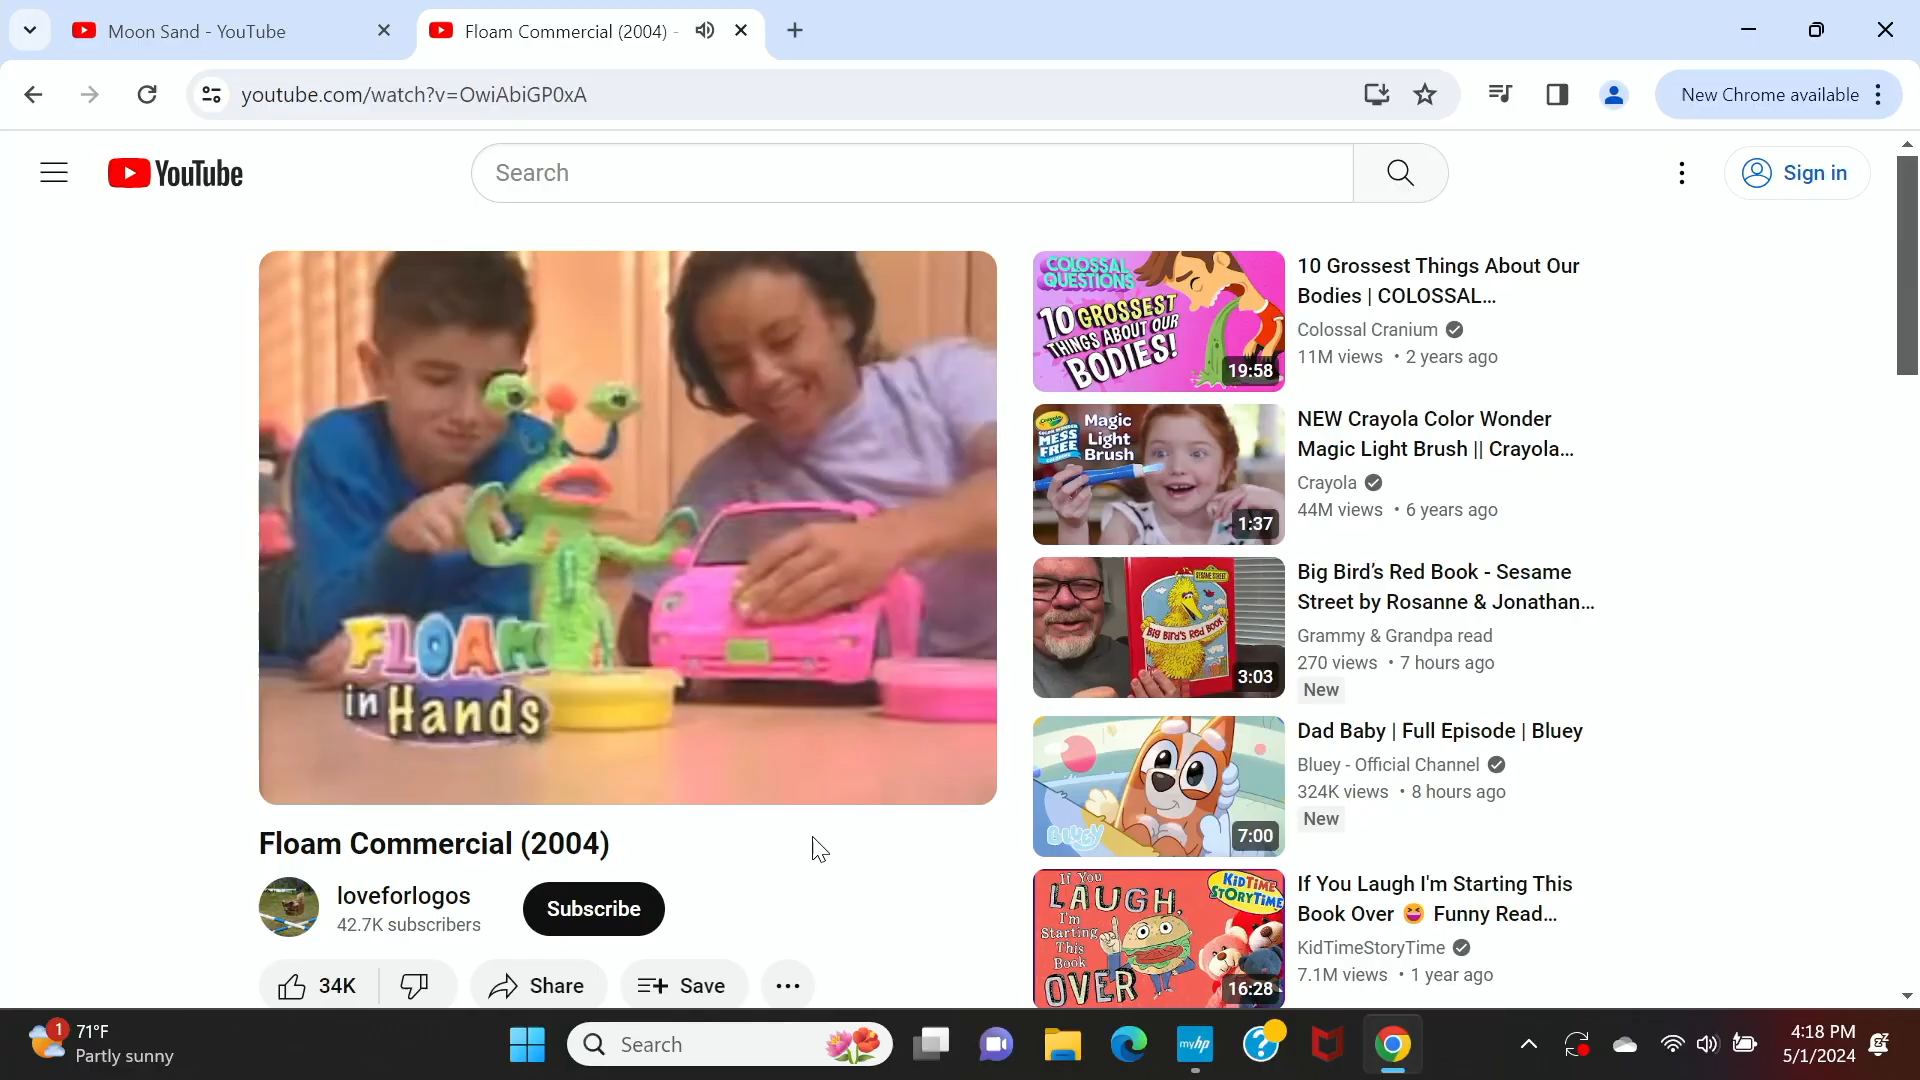 Moon Sand - YouTube
Floam Commercial (2004) -
youtube.com/watch?v=OwiAbiGP0xA
New Chrome available
YouTube
Search
Sign in
FLOAM
in Hands
Floam Commercial (2004)
loveforlogos
42.7K subscribers
Subscribe
34K
Share
Save
COLOSSAL
QUESTIONS
10 GROSSEST
THINGS ABOUT OUR
BODIES!
19:58
10 Grossest Things About Our
Bodies | COLOSSAL...
Colossal Cranium
11M views • 2 years ago
Crayola
COLOR WONDER
MESS
FREE
Magic
Light
Brush
1:37
NEW Crayola Color Wonder
Magic Light Brush || Crayola...
Crayola
44M views • 6 years ago
SESAME STREET
Big Bird's Red Book
3:03
Big Bird's Red Book - Sesame
Street by Rosanne & Jonathan...
Grammy & Grandpa read
270 views • 7 hours ago
New
BLUEY
7:00
Dad Baby | Full Episode | Bluey
Bluey - Official Channel
324K views • 8 hours ago
New
If You
LAUGH,
I'm
Starting
This
Book
OVER
KiDTiME
StORYTiME
16:28
If You Laugh I'm Starting This
Book Over 😆 Funny Read...
KidTimeStoryTime
7.1M views • 1 year ago
1
71°F
Partly sunny
Search
myhp
4:18 PM
5/1/2024